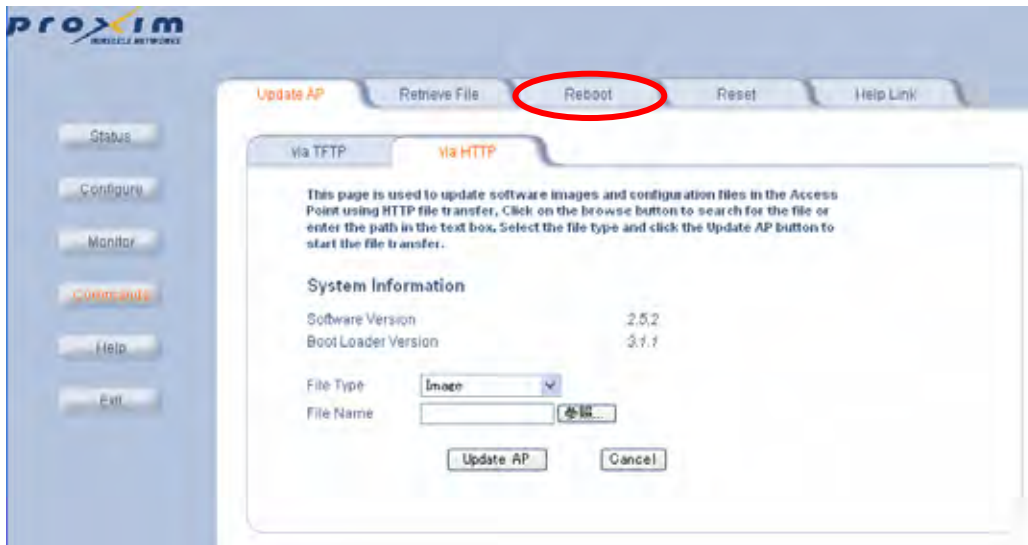 proxim
WIRELESS NETWORKS
Update AP Retrieve File Reboot Reset Help Link
Status
Configure
Monitor
Commands
Help
Exit
via TFTP via HTTP
This page is used to update software images and configuration files in the Access
Point using HTTP file transfer. Click on the browse button to search for the file or
enter the path in the text box. Select the file type and click the Update AP button to
start the file transfer.
System Information
Software Version 2.5.2
Boot Loader Version 3.1.1
File Type Image
File Name 参照...
Update AP Cancel